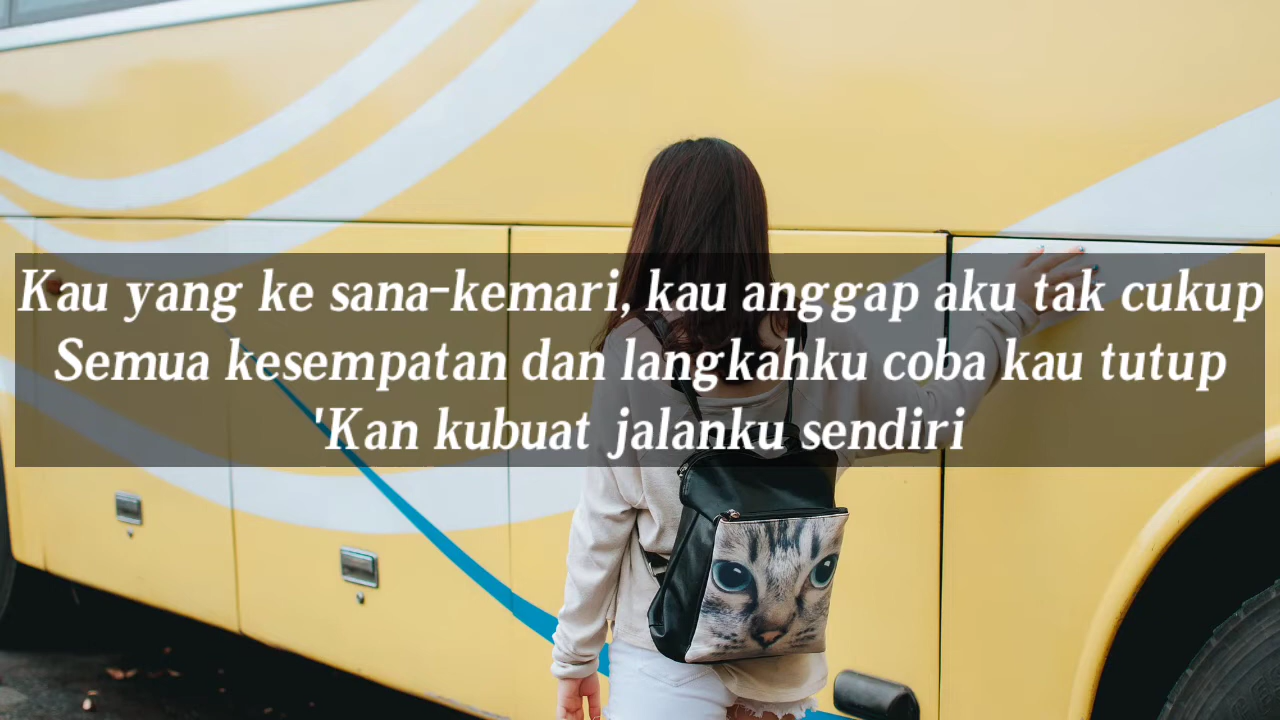 Kau yang ke sana-kemari, kau anggap aku tak cukup
Semua kesempatan dan langkahku coba kau tutup
'Kan kubuat jalanku sendiri